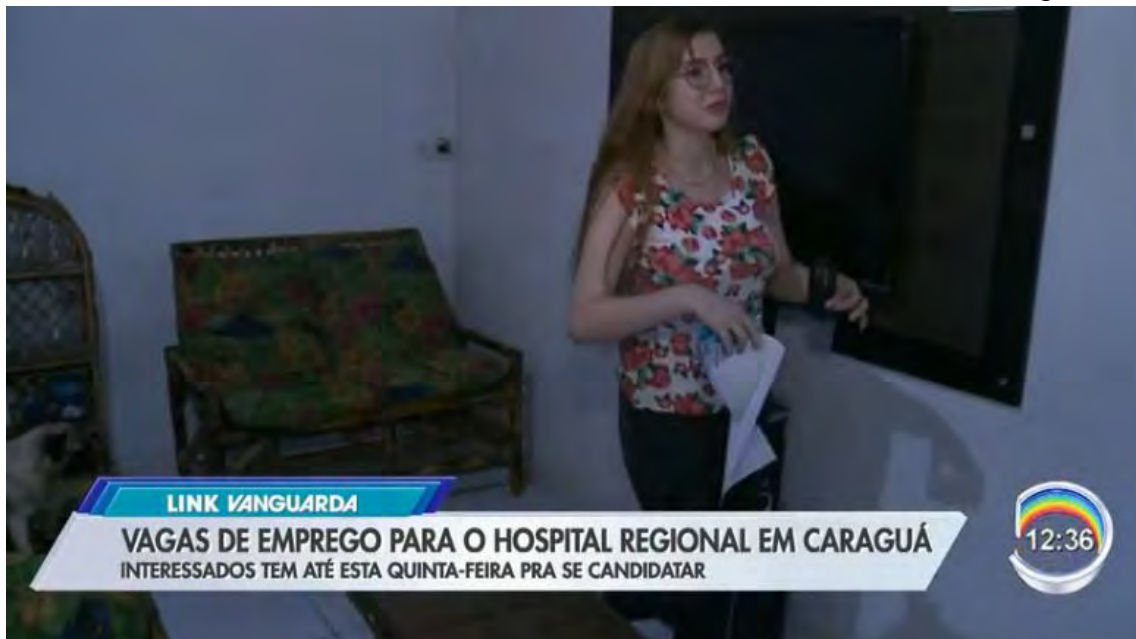 LINK VANGUARDA
VAGAS DE EMPREGO PARA O HOSPITAL REGIONAL EM CARAGUÁ
INTERESSADOS TEM ATÉ ESTA QUINTA-FEIRA PRA SE CANDIDATAR
12:36